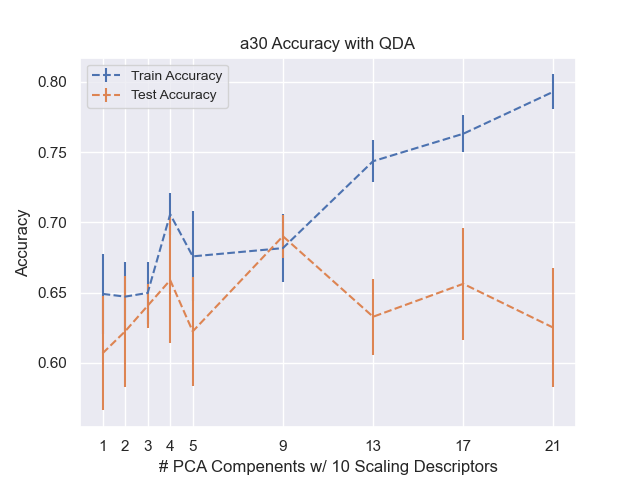 a30 Accuracy with QDA
Train Accuracy
Test Accuracy
0.80
0.75
0.70
0.65
0.60
Accuracy
1 2 3 4 5 9 13 17 21
# PCA Compenents w/ 10 Scaling Descriptors